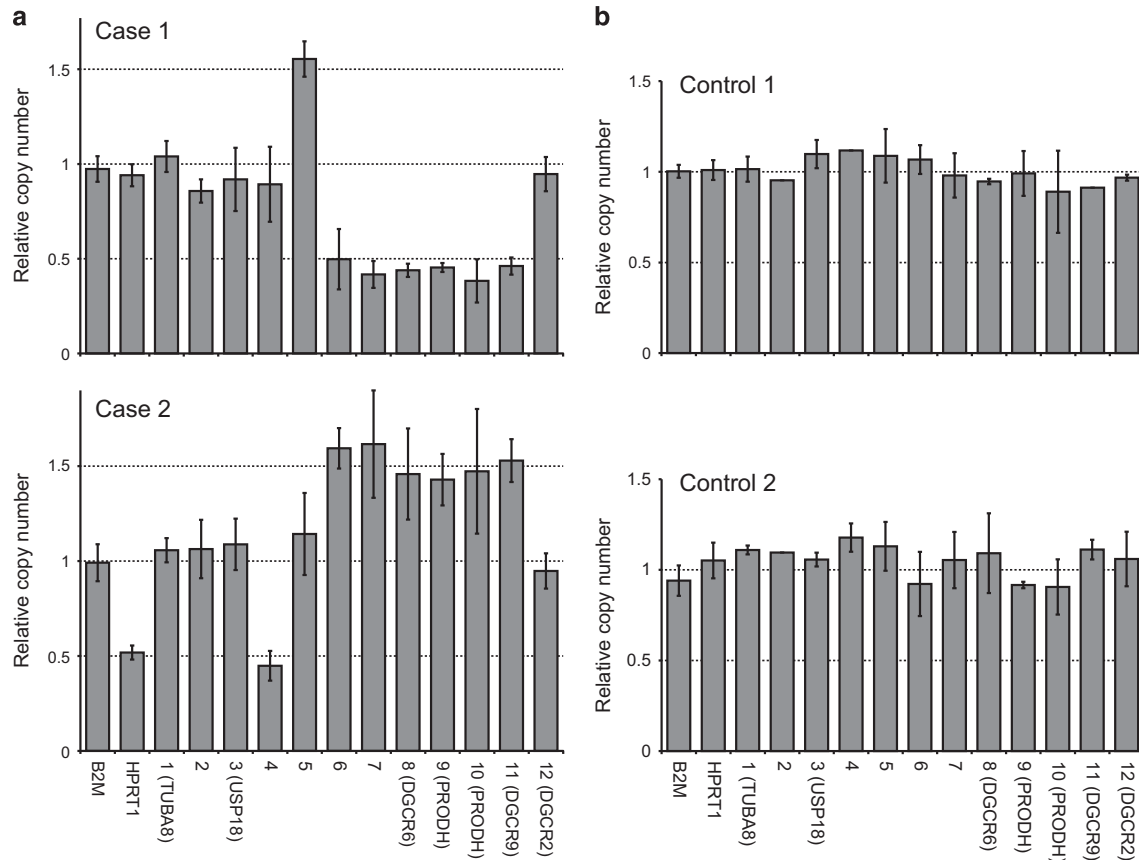 a
Case 1
Relative copy number
1.5
1
0.5
0
Case 2
Relative copy number
1.5
1
0.5
0
B2M
HPRT1
1 (TUBA8)
2
3 (USP18)
4
5
6
7
8 (DGCR6)
9 (PRODH)
10 (PRODH)
11 (DGCR9)
12 (DGCR2)
b
Control 1
Relative copy number
1.5
1
0.5
0
Control 2
Relative copy number
1.5
1
0.5
0
B2M
HPRT1
1 (TUBA8)
2
3 (USP18)
4
5
6
7
8 (DGCR6)
9 (PRODH)
10 (PRODH)
11 (DGCR9)
12 (DGCR2)